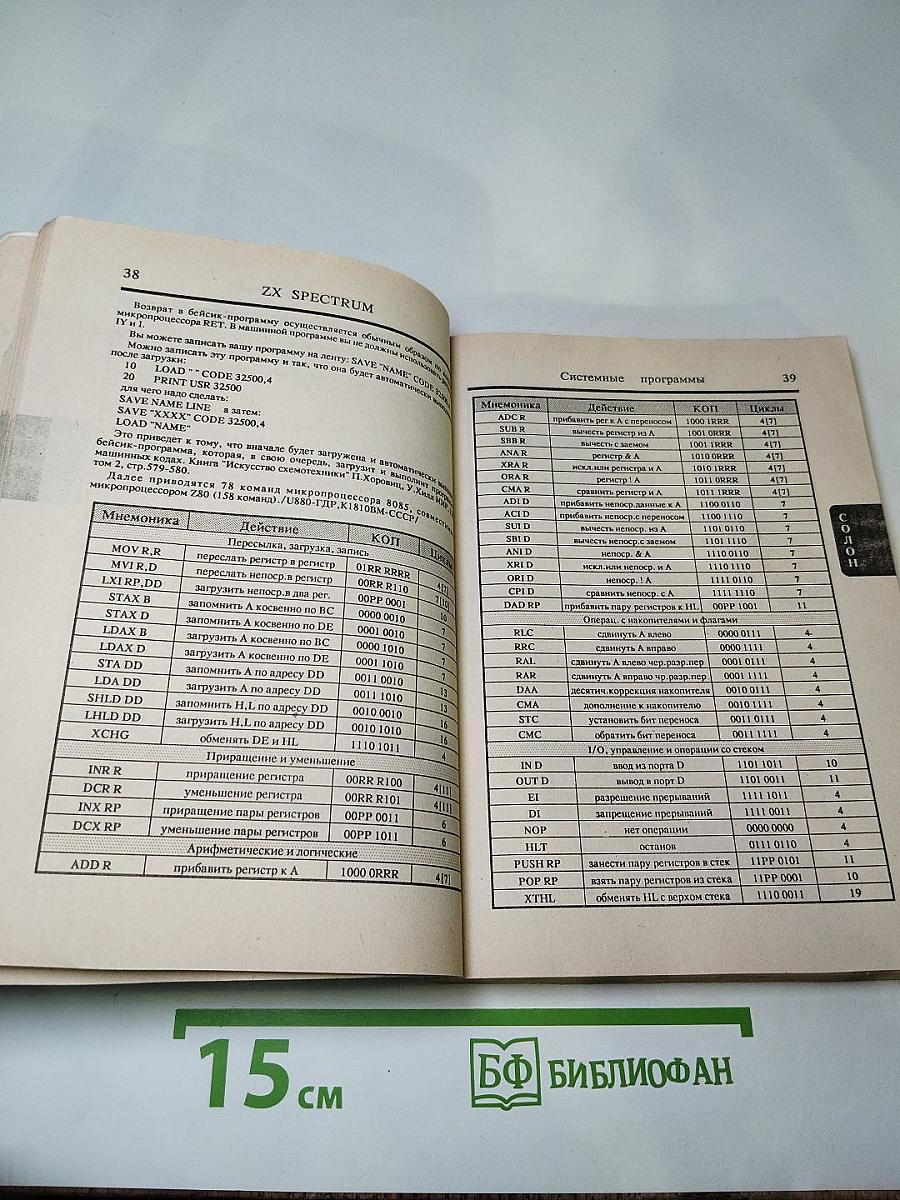 38
ZX SPECTRUM
Возврат в бейсик-программу осуществляется обычным образом
микропроцессора RET. В машинной программе вы не должны использовать
IY и I.
Вы можете записать вашу программу на ленту: SAVE "NAME" CODE
Можно записать эту программу и так, что она будет автоматически
после загрузки:
10 LOAD " " CODE 32500,4
20 PRINT USR 32500
для чего надо сделать:
SAVE NAME LINE в затем:
SAVE "XXXX" CODE 32500,4
LOAD "NAME"
Это приведет к тому, что вначале будет загружена и автоматически
бейсик-программа, которая, в свою очередь, загрузит и выполнит
машинных кодах. Книга "Искусство схемотехники" П.Хоровиц, У.Хилл
том 2, стр.579-580.
Далее приводятся 78 команд микропроцессора 8085,
микропроцессором Z80 (158 команд)./U880-ГДР,К1810ВМ-СССР/
Мнемоника Действие КОП Циклы
Пересылка, загрузка, запись
MOV R,R переслать регистр в регистр 01RR RRRR 4[7]
MVI R,D переслать непоср.в регистр 00RR R110 7[10]
LXI RP,DD загрузить непоср.в два рег. 00PP 0001 10
STAX B запомнить А косвенно по BC 0000 0010 7
STAX D запомнить А косвенно по DE 0001 0010 7
LDAX B загрузить А косвенно по BC 0000 1010 7
LDAX D загрузить А косвенно по DE 0001 1010 7
STA DD запомнить А по адресу DD 0011 0010 13
LDA DD загрузить А по адресу DD 0011 1010 13
SHLD DD запомнить H,L по адресу DD 0010 0010 16
LHLD DD загрузить H,L по адресу DD 0010 1010 16
XCHG обменять DE и HL 1110 1011 4
Приращение и уменьшение
INR R приращение регистра 00RR R100 4[11]
DCR R уменьшение регистра 00RR R101 4[11]
INX RP приращение пары регистров 00PP 0011 6
DCX RP уменьшение пары регистров 00PP 1011 6
Арифметические и логические
ADD R прибавить регистр к А 1000 0RRR 4[7]
Системные программы 39
Мнемоника Действие КОП Циклы
ADC R прибавить рег к А с переносом 1000 1RRR 4[7]
SUB R вычесть регистр из А 1001 0RRR 4[7]
SBB R вычесть с заемом 1001 1RRR 4[7]
ANA R регистр & А 1010 0RRR 4[7]
XRA R искл.или регистра и А 1010 1RRR 4[7]
ORA R регистр ! А 1011 0RRR 4[7]
CMA R сравнить регистр и А 1011 1RRR 4[7]
ADI D прибавить непоср.данные к А 1100 0110 7
ACI D прибавить непоср.с переносом 1100 1110 7
SUI D вычесть непоср. из А 1101 0110 7
SBI D вычесть непоср.с заемом 1101 1110 7
ANI D непоср. & А 1110 0110 7
XRI D искл.или непоср. и А 1110 1110 7
ORI D непоср. ! А 1111 0110 7
CPI D сравнить непоср. с А 1111 1110 7
DAD RP прибавить пару регистров к HL 00PP 1001 11
Операц. с накопителями и флагами
RLC сдвинуть А влево 0000 0111 4
RRC сдвинуть А вправо 0000 1111 4
RAL сдвинуть А влево чер.разр.пер 0001 0111 4
RAR сдвинуть А вправо чр.разр.пер 0001 1111 4
DAA десятич.коррекция накопителя 0010 0111 4
CMA дополнение к накопителю 0010 1111 4
STC установить бит переноса 0011 0111 4
CMC обратить бит переноса 0011 1111 4
I/O, управление и операции со стеком
IN D ввод из порта D 1101 1011 10
OUT D вывод в порт D 1101 0011 11
EI разрешение прерываний 1111 1011 4
DI запрещение прерываний 1111 0011 4
NOP нет операции 0000 0000 4
HLT останов 0111 0110 4
PUSH RP занести пару регистров в стек 11PP 0101 11
POP RP взять пару регистров из стека 11PP 0001 10
XTHL обменять HL с верхом стека 1110 0011 19
СОЛОН
15 см
БФ БИБЛИОФАН